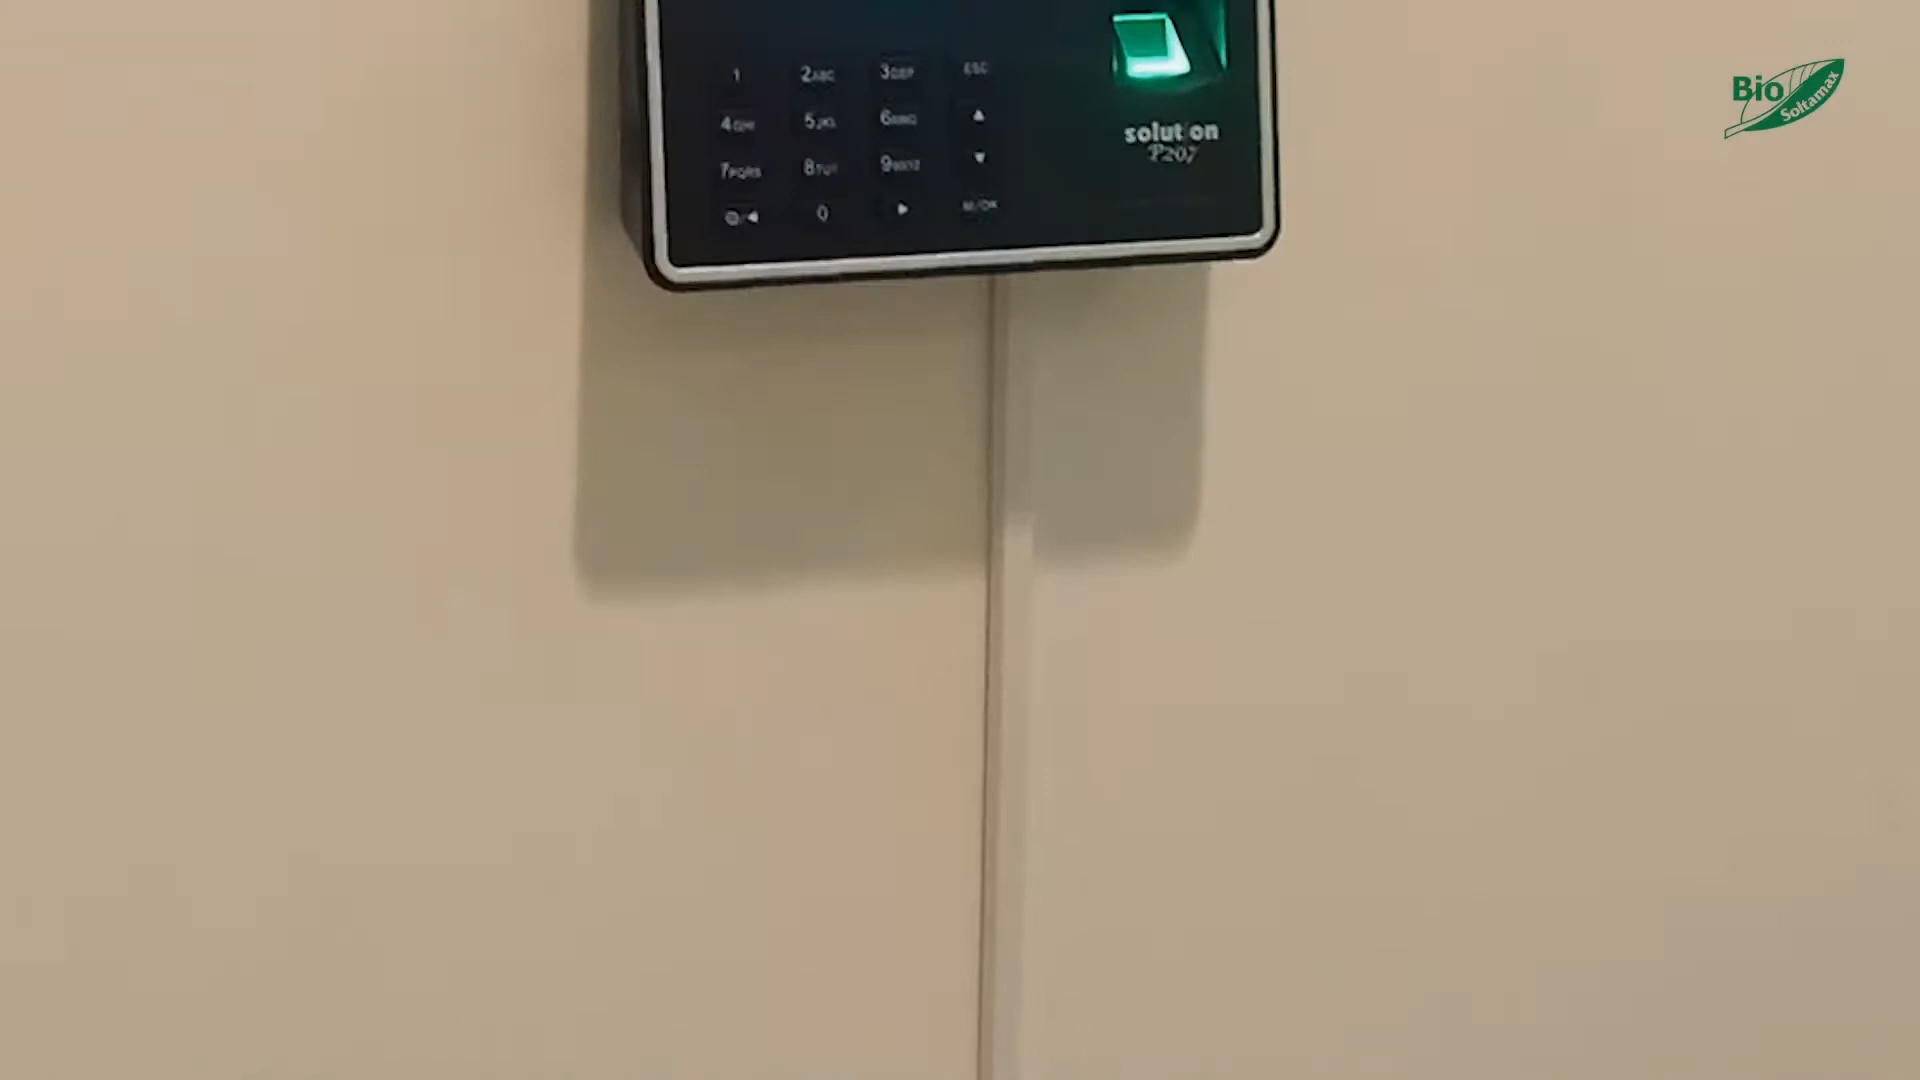 Bio
Soltamax
1 2ABC 3DEF ESC
4GHI 5JKL 6MNO
7PQRS 8TUV 9WXYZ
0 M/OK
solution
P207